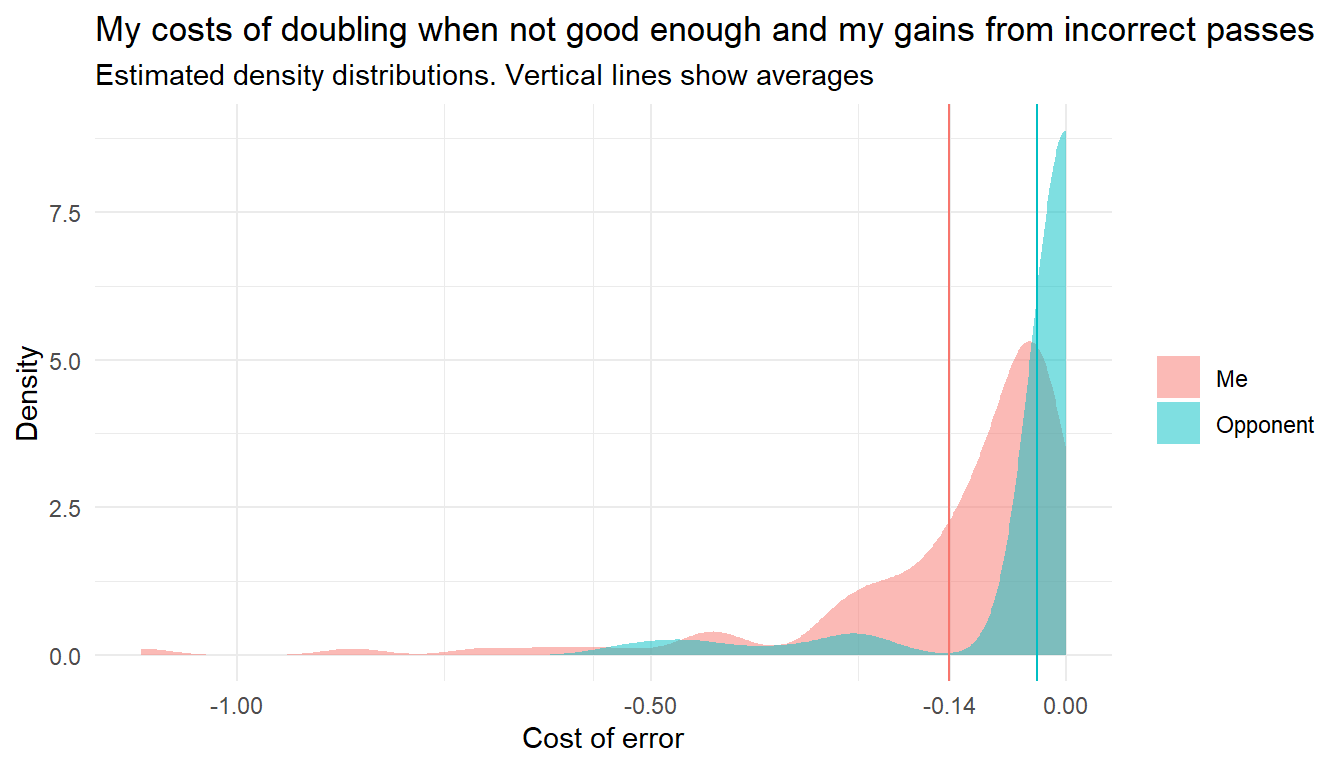 My costs of doubling when not good enough and my gains from incorrect passes
Estimated density distributions. Vertical lines show averages
7.5
5.0
2.5
0.0
Density
-1.00
-0.50
-0.14
0.00
Cost of error
Me
Opponent